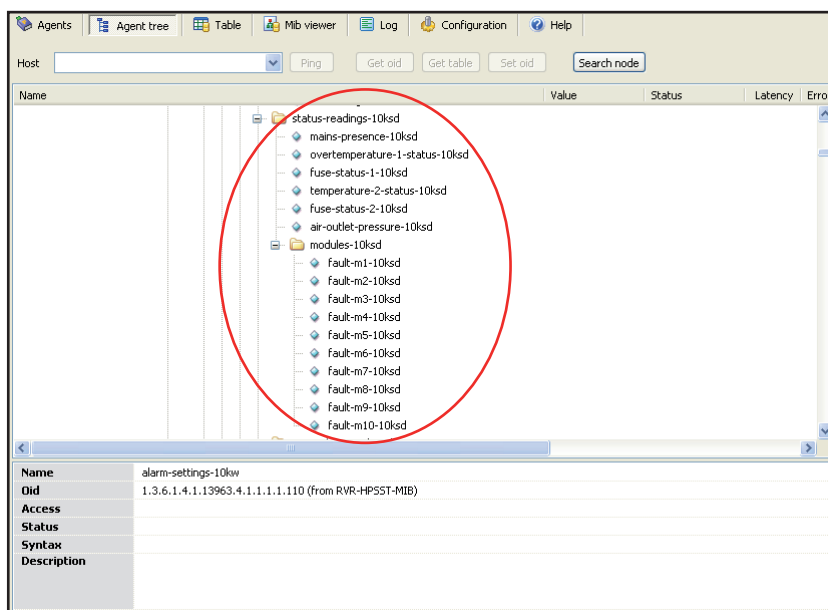 Agents Agent tree Table Mib viewer Log Configuration Help
Host Ping Get oid Get table Set oid Search node
Name Value Status Latency Erro
status-readings-10ksd
mains-presence-10ksd
overtemperature-1-status-10ksd
fuse-status-1-10ksd
temperature-2-status-10ksd
fuse-status-2-10ksd
air-outlet-pressure-10ksd
modules-10ksd
fault-m1-10ksd
fault-m2-10ksd
fault-m3-10ksd
fault-m4-10ksd
fault-m5-10ksd
fault-m6-10ksd
fault-m7-10ksd
fault-m8-10ksd
fault-m9-10ksd
fault-m10-10ksd
Name alarm-settings-10kw
Oid 1.3.6.1.4.1.13963.4.1.1.1.1.110 (from RVR-HPSST-MIB)
Access
Status
Syntax
Description